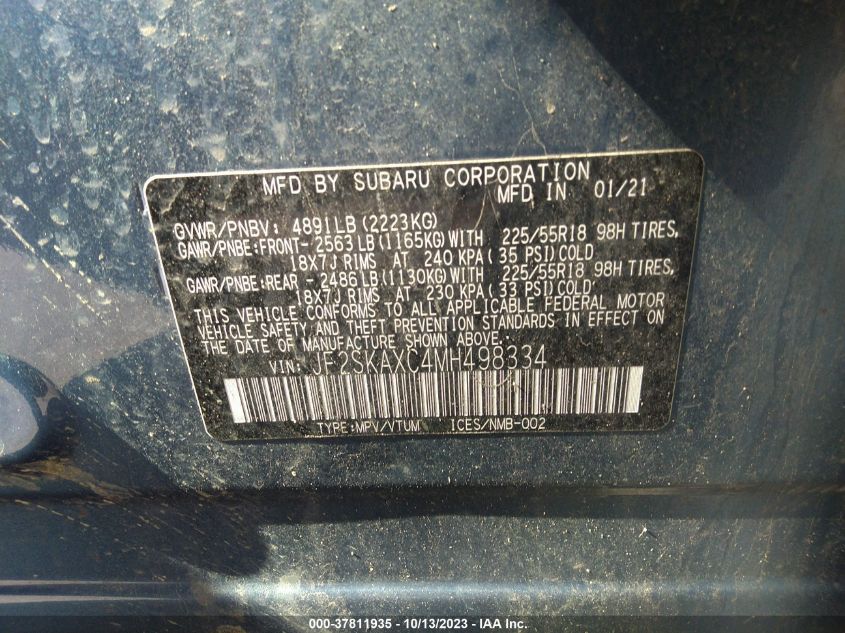 MFD BY SUBARU CORPORATION
MFD IN 01/21
GVWR/PNBV: 4891LB(2223KG)
GAWR/PNBE:FRONT-2563LB(1165KG)WITH 225/55R18 98H TIRES,
18X7J RIMS AT 240 KPA(35 PSI)COLD
GAWR/PNBE:REAR -2486LB(1130KG)WITH 225/55R18 98H TIRES,
18X7J RIMS AT 230 KPA(33 PSI)COLD
THIS VEHICLE CONFORMS TO ALL APPLICABLE FEDERAL MOTOR
VEHICLE SAFETY AND THEFT PREVENTION STANDARDS IN EFFECT ON
THE DATE OF MANUFACTURE SHOWN ABOVE.
VIN: JF2SKAXC4MH498334
TYPE:MPV/VTUM ICES/NMB-002
000-37811935 - 10/13/2023 - IAA Inc.